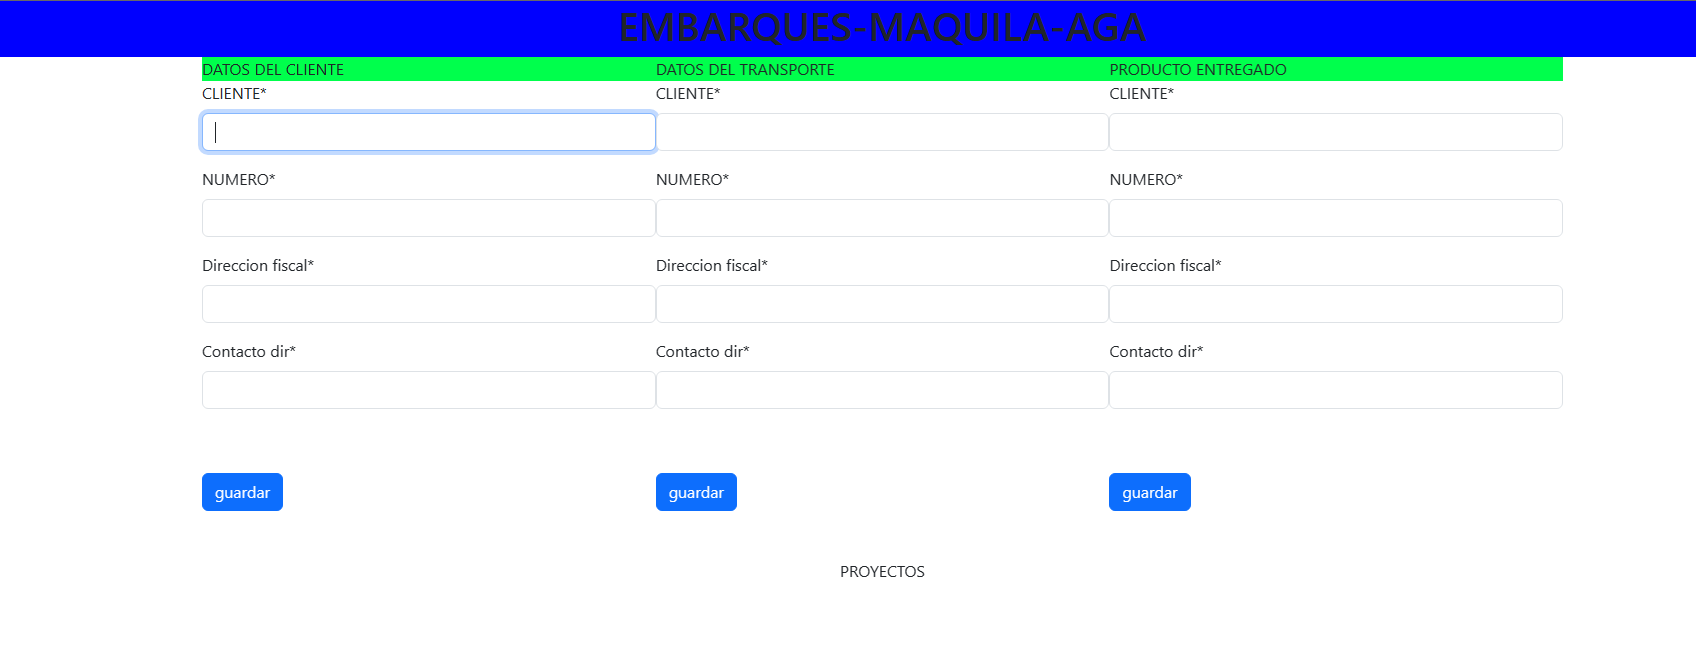 EMBARQUES-MAQUILA-AGA
DATOS DEL CLIENTE DATOS DEL TRANSPORTE PRODUCTO ENTREGADO
CLIENTE* CLIENTE* CLIENTE*
NUMERO* NUMERO* NUMERO*
Direccion fiscal* Direccion fiscal* Direccion fiscal*
Contacto dir* Contacto dir* Contacto dir*
guardar guardar guardar
PROYECTOS